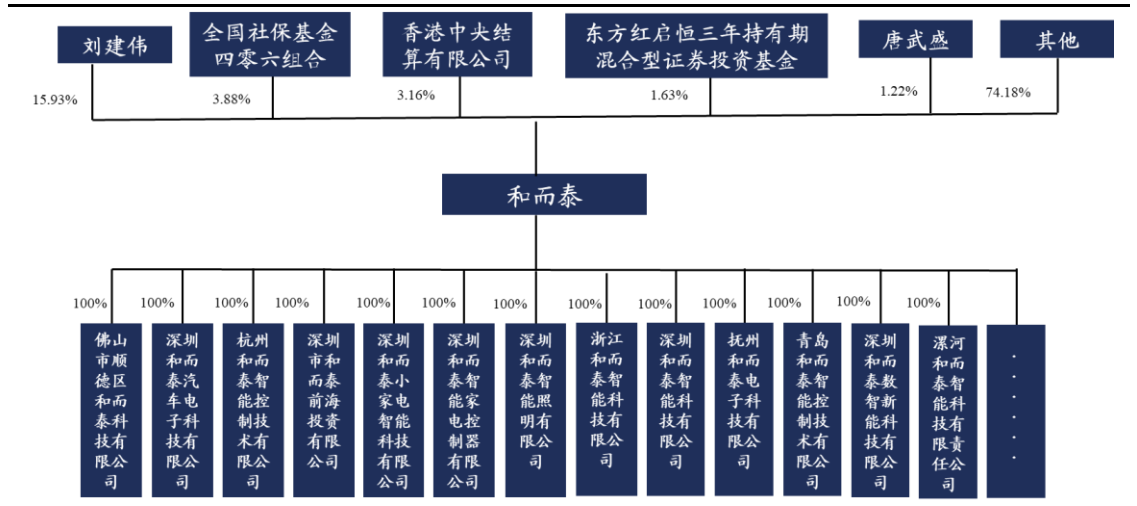 刘建伟
全国社保基金
四零六组合
香港中央结
算有限公司
东方红启恒三年持有期
混合型证券投资基金
唐武盛
其他
15.93%
3.88%
3.16%
1.63%
1.22%
74.18%
和而泰
100%
100%
100%
100%
100%
100%
100%
100%
100%
100%
100%
100%
100%
佛山
市顺
德区
和而
泰科
技有
限公
司
深圳
和而
泰汽
车电
子科
技有
限公
司
杭州
和而
泰智
能控
制技
术有
限公
司
深圳
市和
而泰
前海
投资
有限
公司
深圳
和而
泰小
家电
智能
科技
有限
公司
深圳
和而
泰智
能家
电控
制器
有限
公司
深圳
和而
泰智
能照
明有
限公
司
浙江
和而
泰智
能科
技有
限公
司
深圳
和而
泰智
能科
技有
限公
司
抚州
和而
泰电
子科
技有
限公
司
青岛
和而
泰智
能控
制技
术有
限公
司
深圳
和而
泰数
智新
能科
技有
限公
司
漯河
和而
泰智
能科
技有
限责
任公
司
.
.
.
.
.
.